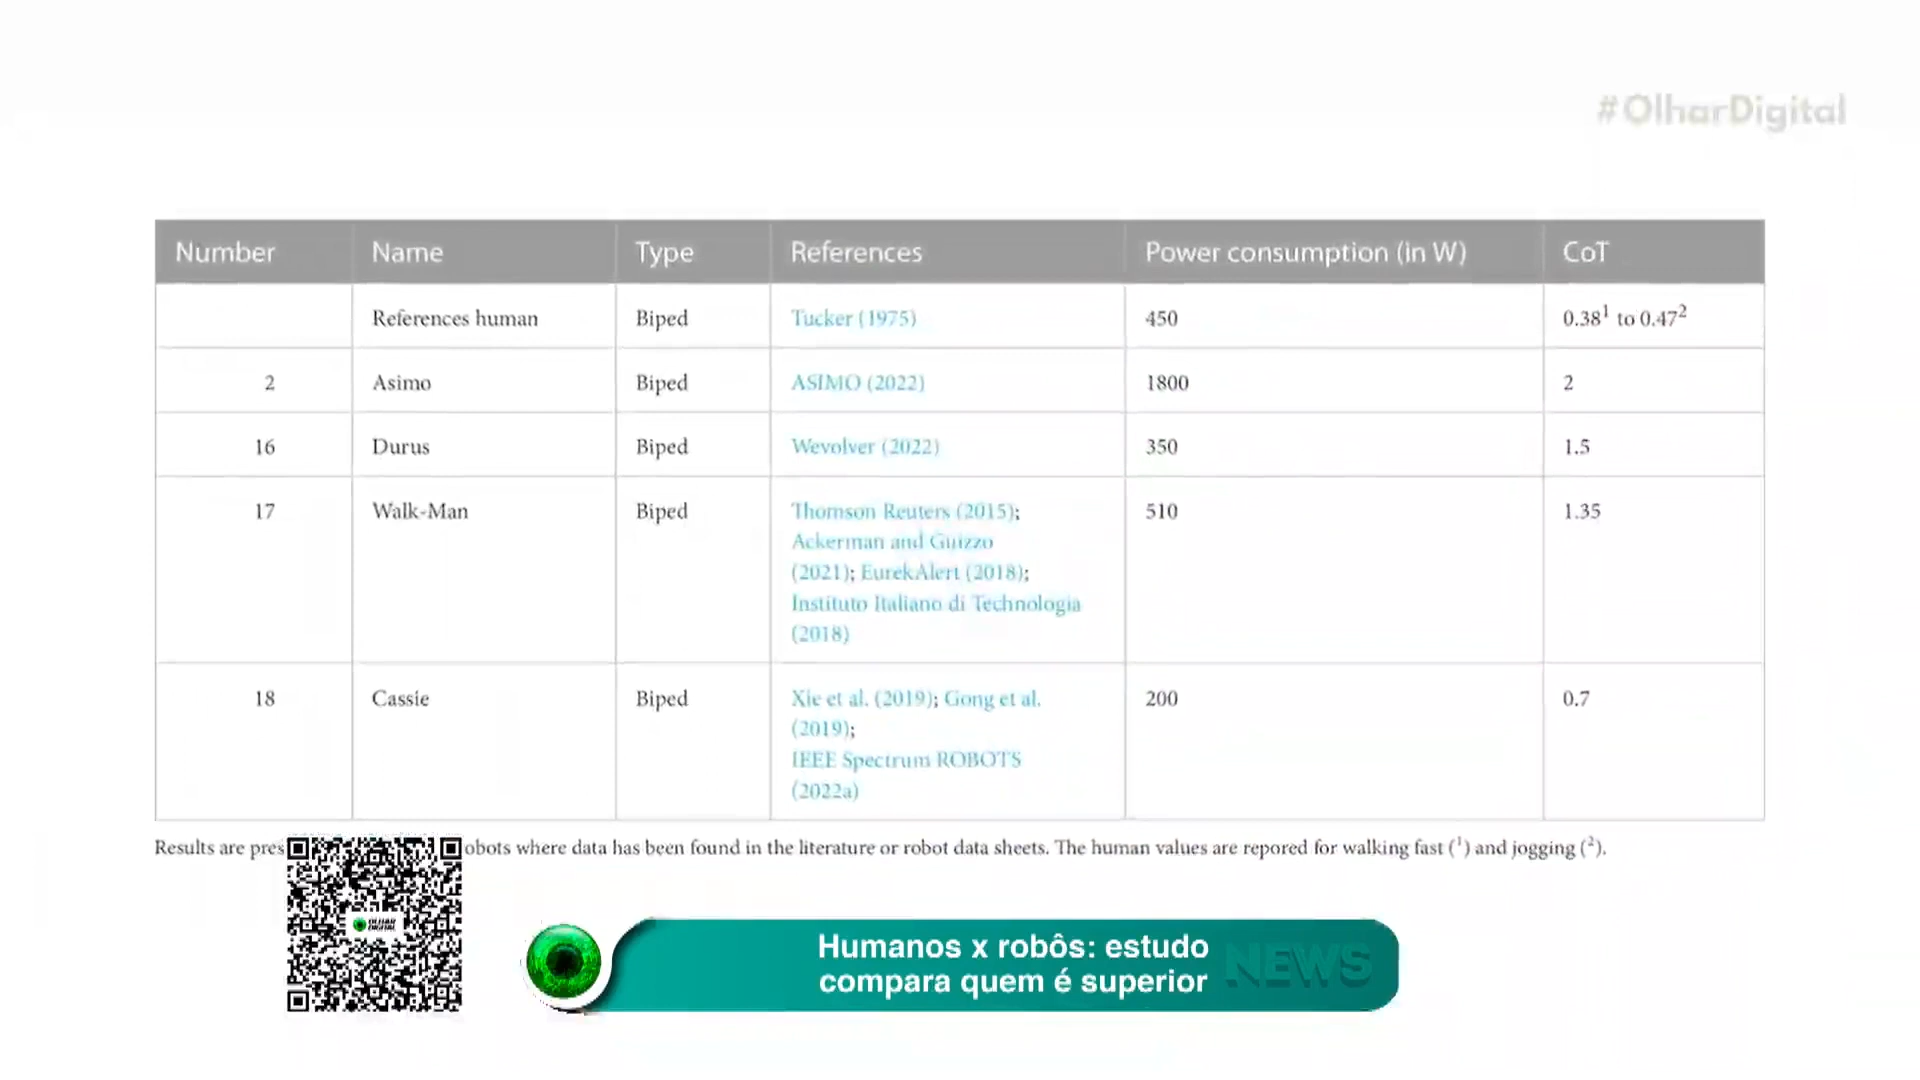 #OlharDigital
Number Name Type References Power consumption (in W) CoT
References human Biped Tucker (1975) 450 0.38¹ to 0.47²
2 Asimo Biped ASIMO (2022) 1800 2
16 Durus Biped Wevolver (2022) 350 1.5
17 Walk-Man Biped Thomson Reuters (2015); 510 1.35
Ackerman and Guizzo
(2021); EurekAlert (2018);
Instituto Italiano di Technologia
(2018)
18 Cassie Biped Xie et al. (2019); Gong et al. 200 0.7
(2019);
IEEE Spectrum ROBOTS
(2022a)
Results are pres obots where data has been found in the literature or robot data sheets. The human values are repored for walking fast (¹) and jogging (²).
OLHAR
DIGITAL
Humanos x robôs: estudo
compara quem é superior
NEWS